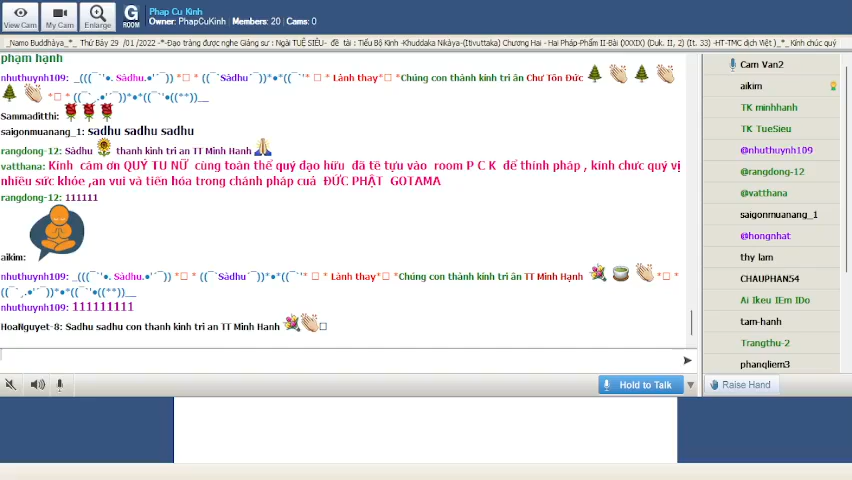 Phap Cu Kinh
Owner: PhapCuKinh | Members: 20 | Cams: 0
View Cam
My Cam
Enlarge
G ROOM
_Namo Buddhàya_*_ Thứ Bảy 29 /01 /2022 -*-Đạo tràng được nghe Giảng sư : Ngài TUỆ SIÊU- đề tài : Tiểu Bộ Kinh -Khuddaka Nikàya-(Itivuttaka) Chương Hai - Hai Pháp-Phẩm II-Bài (XXXIX) (Duk. II, 2) (It. 33) -HT-TMC dịch Việt )_*_ Kính chúc quý
phạm hạnh
nhuthuynh109: _(((¯`'•. Sàdhu.•'´¯)) *□ * ((¯`Sàdhu´¯))*•*((¯`'* □ * Lành thay*□ *Chúng con thành kính tri ân Chư Tôn Đức
*□ * ((¯`¸.•'´¯))*•*((¯`'•((**))__
Sammaditthi:
saigonmuanang_1: sadhu sadhu sadhu
rangdong-12: Sàdhu thanh kinh tri an TT Minh Hanh
vatthana: Kính cám ơn QUÝ TU NỮ cùng toàn thể quý đạo hữu đã tề tựu vào room P C K để thính pháp , kính chưc quý vị
nhiều sức khỏe ,an vui và tiến hóa trong chánh pháp cuả ĐỨC PHẬT GOTAMA
rangdong-12: 111111
aikim:
nhuthuynh109: _(((¯`'•. Sàdhu.•'´¯)) *□ * ((¯`Sàdhu´¯))*•*((¯`'* □ * Lành thay*□ *Chúng con thành kính tri ân TT Minh Hạnh *□ *
((¯`¸.•'´¯))*•*((¯`'•((**))__
nhuthuynh109: 111111111
HoaNguyet-8: Sadhu sadhu con thanh kinh tri an TT Minh Hanh □
Hold to Talk
Cam Van2
aikim
TK minhhanh
TK TueSieu
@nhuthuynh109
@rangdong-12
@vatthana
saigonmuanang_1
@hongnhat
thy lam
CHAUPHAN54
Ai Ikeu IEm IDo
tam-hanh
Trangthu-2
phanqliem3
Raise Hand